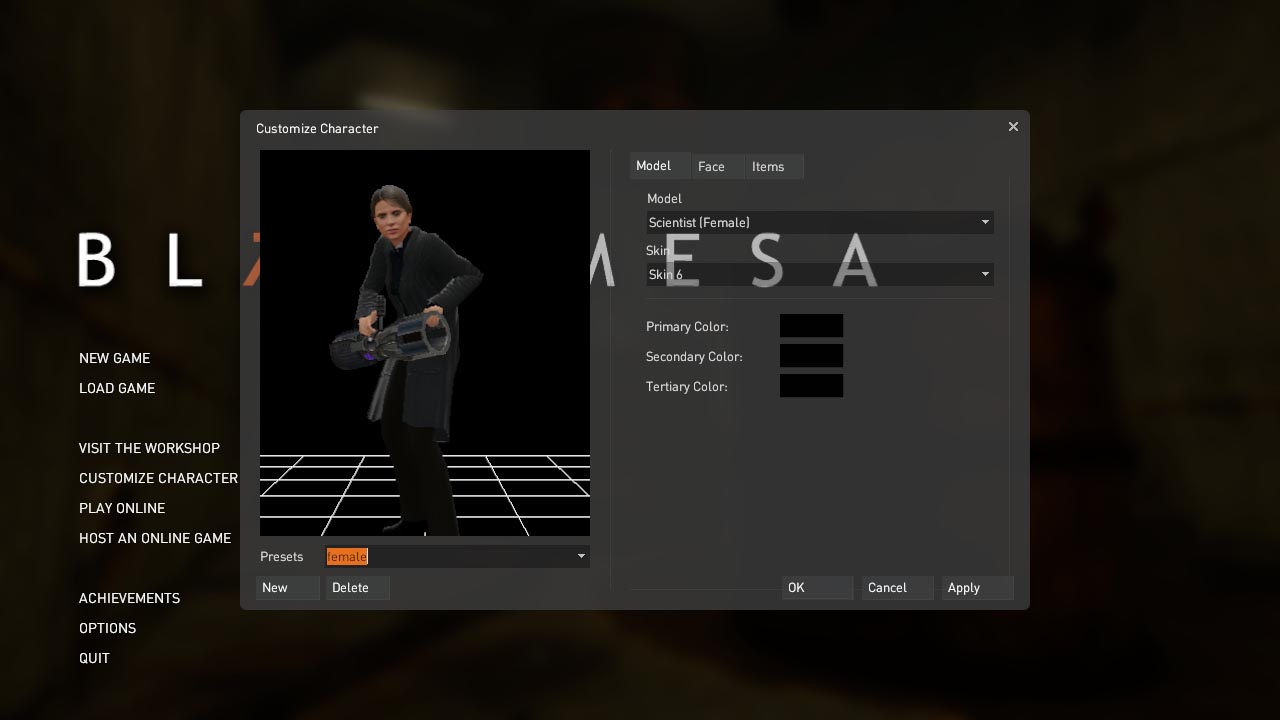 Customize Character
Model Face Items
Model
Scientist (Female)
BL MESA
Skin
Skin 6
Primary Color:
Secondary Color:
Tertiary Color:
NEW GAME
LOAD GAME
VISIT THE WORKSHOP
CUSTOMIZE CHARACTER
PLAY ONLINE
HOST AN ONLINE GAME
ACHIEVEMENTS
OPTIONS
QUIT
Presets female
New Delete OK Cancel Apply